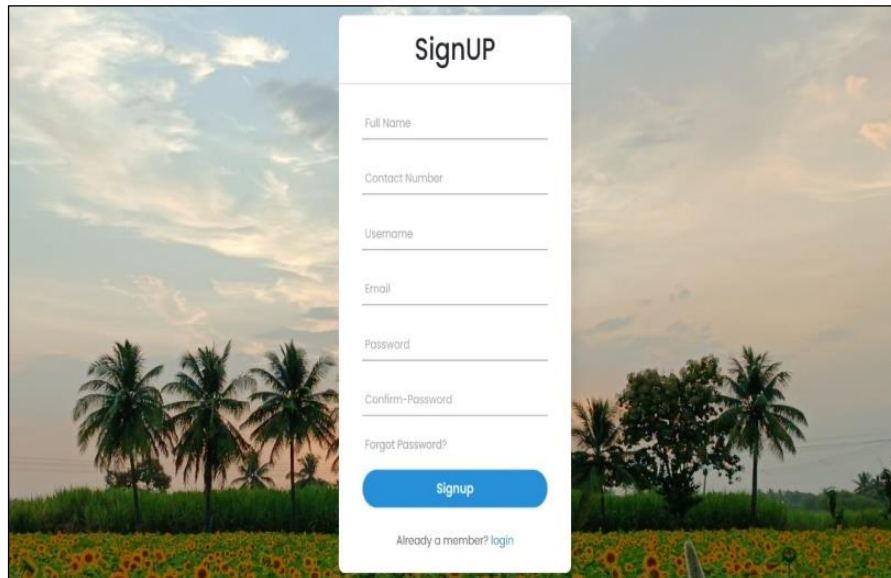 SignUP
Full Name
Contact Number
Username
Email
Password
Confirm-Password
Forgot Password?
Signup
Already a member? login